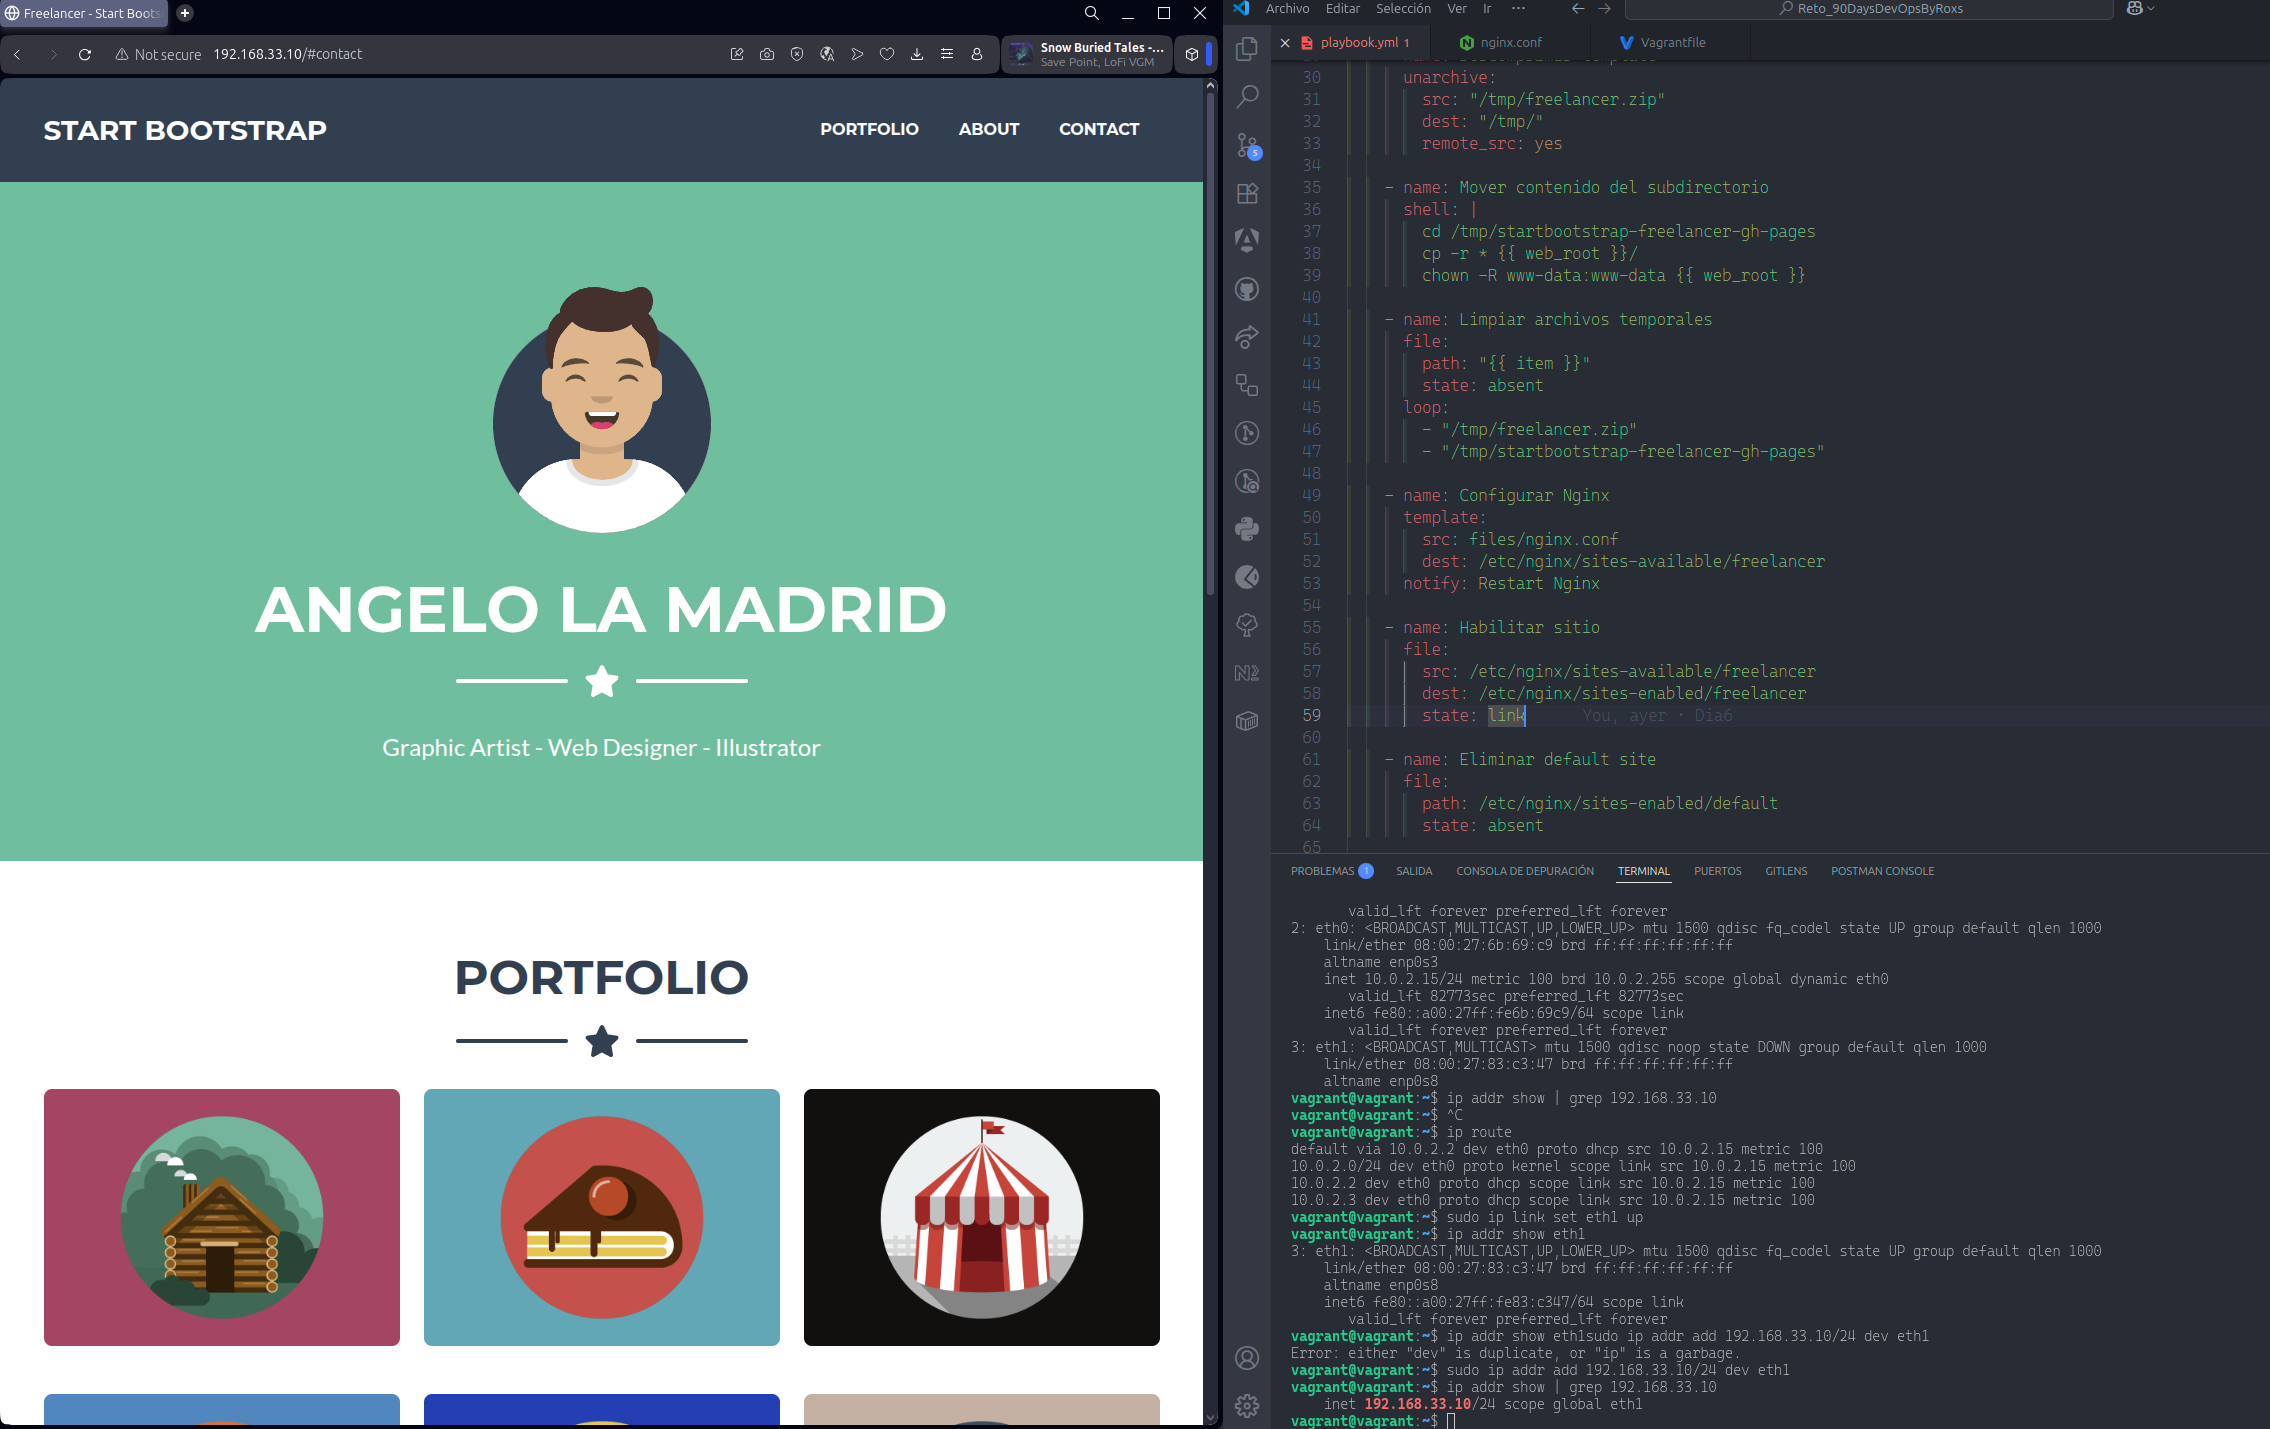 Freelancer - Start Boots
Not secure 192.168.33.10/#contact
Snow Buried Tales -...
Save Point, LoFi VGM
START BOOTSTRAP
PORTFOLIO ABOUT CONTACT
ANGELO LA MADRID
Graphic Artist - Web Designer - Illustrator
PORTFOLIO
Archivo Editar Selección Ver Ir ···
Reto_90DaysDevOpsByRoxs
playbook.yml 1 nginx.conf Vagrantfile
5
30 unarchive:
31 src: "/tmp/freelancer.zip"
32 dest: "/tmp/"
33 remote_src: yes
34
35 - name: Mover contenido del subdirectorio
36 shell: |
37 cd /tmp/startbootstrap-freelancer-gh-pages
38 cp -r * {{ web_root }}/
39 chown -R www-data:www-data {{ web_root }}
40
41 - name: Limpiar archivos temporales
42 file:
43 path: "{{ item }}"
44 state: absent
45 loop:
46 - "/tmp/freelancer.zip"
47 - "/tmp/startbootstrap-freelancer-gh-pages"
48
49 - name: Configurar Nginx
50 template:
51 src: files/nginx.conf
52 dest: /etc/nginx/sites-available/freelancer
53 notify: Restart Nginx
54
55 - name: Habilitar sitio
56 file:
57 src: /etc/nginx/sites-available/freelancer
58 dest: /etc/nginx/sites-enabled/freelancer
59 state: link You, ayer · Dia6
60
61 - name: Eliminar default site
62 file:
63 path: /etc/nginx/sites-enabled/default
64 state: absent
65
PROBLEMAS 1 SALIDA CONSOLA DE DEPURACIÓN TERMINAL PUERTOS GITLENS POSTMAN CONSOLE
valid_lft forever preferred_lft forever
2: eth0: <BROADCAST,MULTICAST,UP,LOWER_UP> mtu 1500 qdisc fq_codel state UP group default qlen 1000
link/ether 08:00:27:6b:69:c9 brd ff:ff:ff:ff:ff:ff
altname enp0s3
inet 10.0.2.15/24 metric 100 brd 10.0.2.255 scope global dynamic eth0
valid_lft 82773sec preferred_lft 82773sec
inet6 fe80::a00:27ff:fe6b:69c9/64 scope link
valid_lft forever preferred_lft forever
3: eth1: <BROADCAST,MULTICAST> mtu 1500 qdisc noop state DOWN group default qlen 1000
link/ether 08:00:27:83:c3:47 brd ff:ff:ff:ff:ff:ff
altname enp0s8
vagrant@vagrant:~$ ip addr show | grep 192.168.33.10
vagrant@vagrant:~$ ^C
vagrant@vagrant:~$ ip route
default via 10.0.2.2 dev eth0 proto dhcp src 10.0.2.15 metric 100
10.0.2.0/24 dev eth0 proto kernel scope link src 10.0.2.15 metric 100
10.0.2.2 dev eth0 proto dhcp scope link src 10.0.2.15 metric 100
10.0.2.3 dev eth0 proto dhcp scope link src 10.0.2.15 metric 100
vagrant@vagrant:~$ sudo ip link set eth1 up
vagrant@vagrant:~$ ip addr show eth1
3: eth1: <BROADCAST,MULTICAST,UP,LOWER_UP> mtu 1500 qdisc fq_codel state UP group default qlen 1000
link/ether 08:00:27:83:c3:47 brd ff:ff:ff:ff:ff:ff
altname enp0s8
inet6 fe80::a00:27ff:fe83:c347/64 scope link
valid_lft forever preferred_lft forever
vagrant@vagrant:~$ ip addr show eth1sudo ip addr add 192.168.33.10/24 dev eth1
Error: either "dev" is duplicate, or "ip" is a garbage.
vagrant@vagrant:~$ sudo ip addr add 192.168.33.10/24 dev eth1
vagrant@vagrant:~$ ip addr show | grep 192.168.33.10
inet 192.168.33.10/24 scope global eth1
vagrant@vagrant:~$